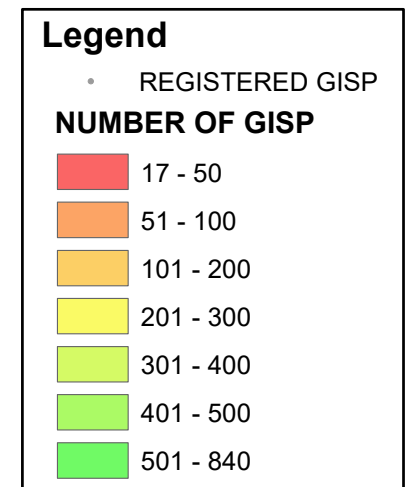 Legend
REGISTERED GISP
NUMBER OF GISP
17 - 50
51 - 100
101 - 200
201 - 300
301 - 400
401 - 500
501 - 840